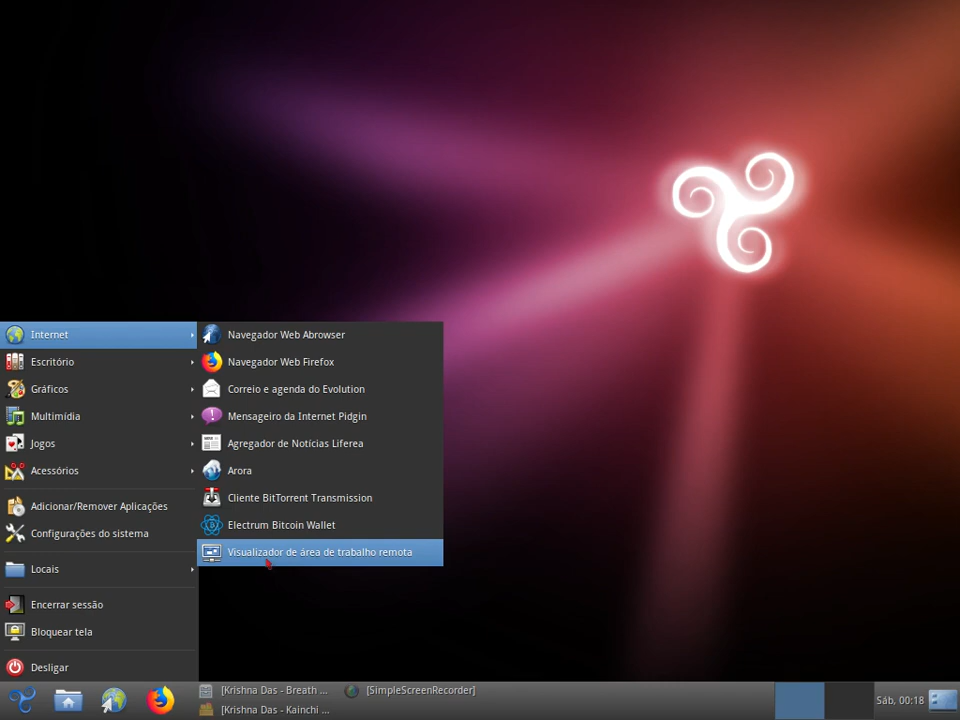 Internet
Escritório
Gráficos
Multimídia
Jogos
Acessórios
Adicionar/Remover Aplicações
Configurações do sistema
Locais
Encerrar sessão
Bloquear tela
Desligar
Navegador Web Abrowser
Navegador Web Firefox
Correio e agenda do Evolution
Mensageiro da Internet Pidgin
Agregador de Notícias Liferea
Arora
Cliente BitTorrent Transmission
Electrum Bitcoin Wallet
Visualizador de área de trabalho remota
[Krishna Das - Breath ...
[SimpleScreenRecorder]
[Krishna Das - Kainchi ...
Sáb, 00:18